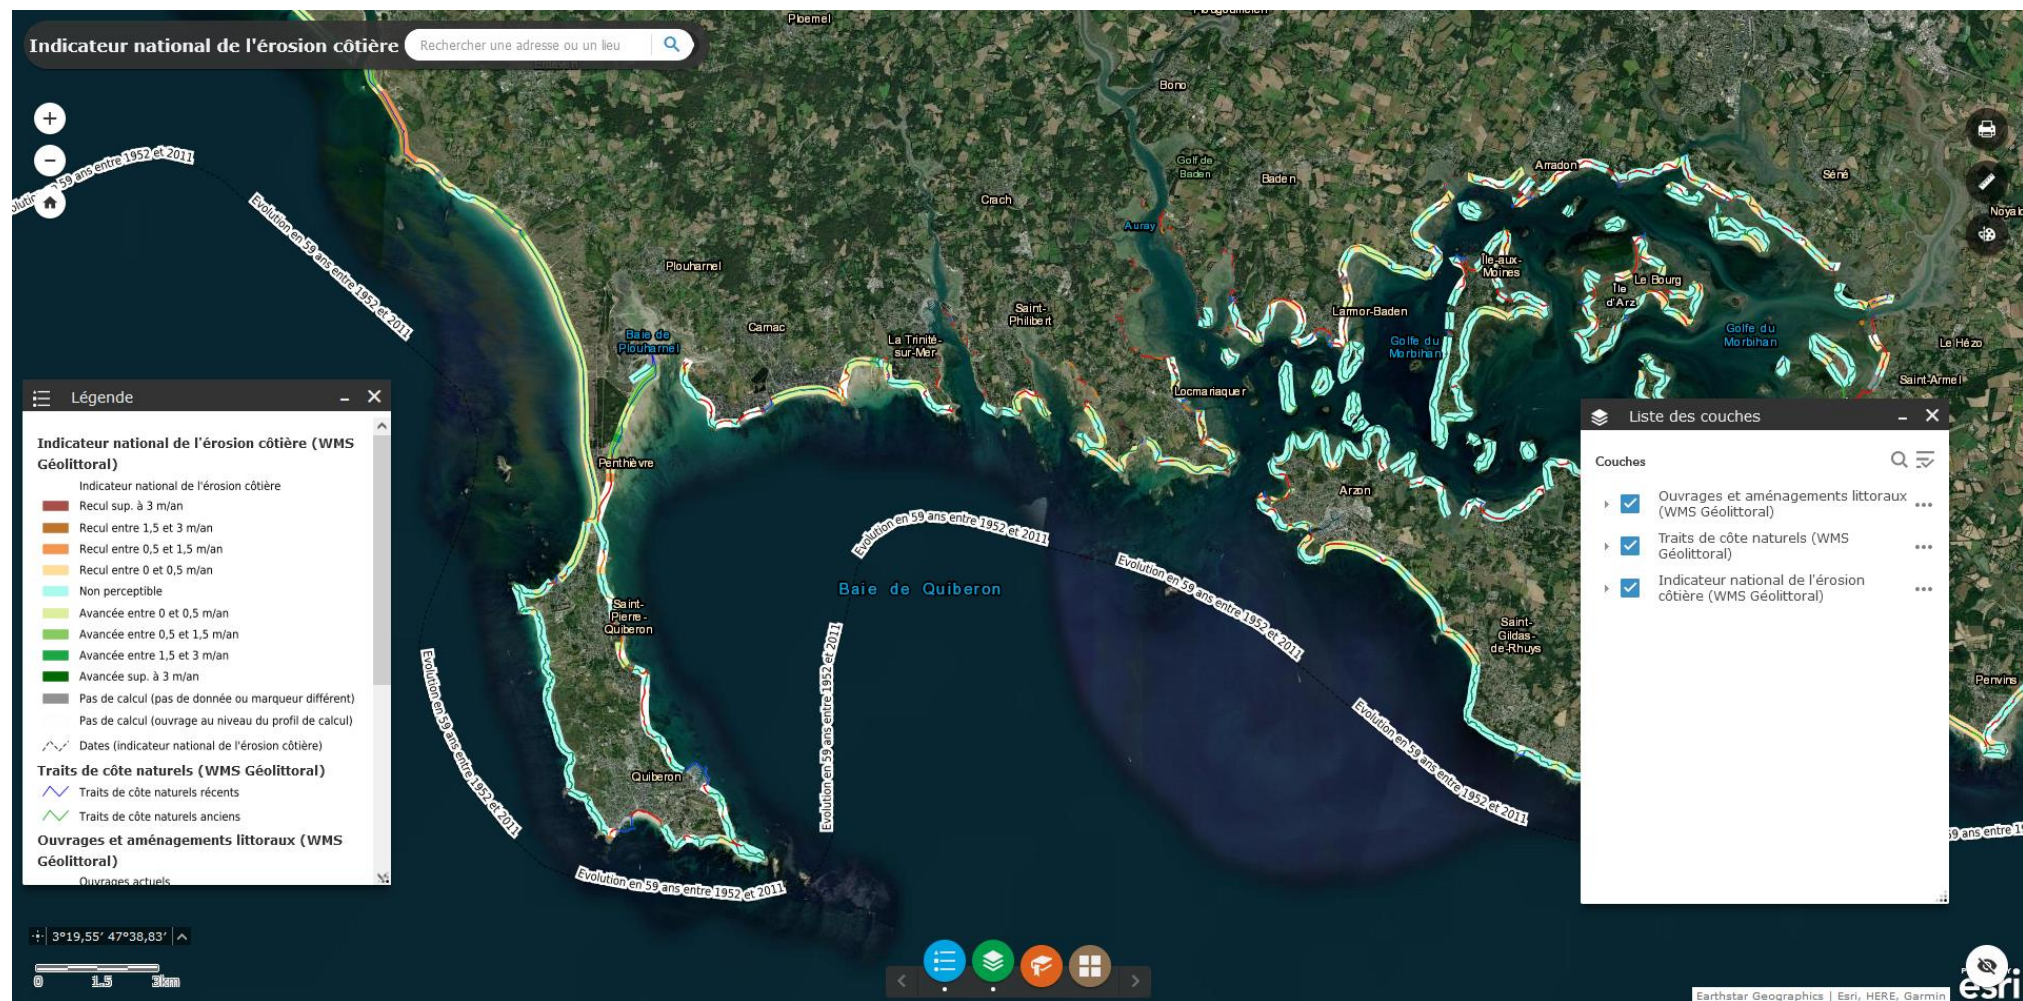 Indicateur national de l'érosion côtière
Rechercher une adresse ou un lieu
Ploemel
Bono
Golf de
Baden
Baden
Arradon
Séné
Crach
Auray
Plouharnel
Île-aux-
Moines
Le Bourg
Île
d'Arz
Saint-
Philibert
Larmor-Baden
Carnac
Baie de
Plouharnel
La Trinité-
sur-Mer
Golfe du
Morbihan
Golfe du
Morbihan
Le Hézo
Locmariaquer
Saint-Armel
Penthièvre
Arzon
Baie de Quiberon
Saint-
Pierre-
Quiberon
Saint-
Gildas-
de-Rhuys
Penvins
Quiberon
59 ans entre 1952 et 2011
Evolution en 59 ans entre 1952 et 2011
Evolution en 59 ans entre 1952 et 2011
Evolution en 59 ans entre 1952 et 2011
Evolution en 59 ans entre 1952 et 2011
Evolution en 59 ans entre 1952 et 2011
Evolution en 59 ans entre 1952 et 2011
Evolution en 59 ans entre 1952 et 2011
ans entre
Légende
Indicateur national de l'érosion côtière (WMS
Géolittoral)
Indicateur national de l'érosion côtière
Recul sup. à 3 m/an
Recul entre 1,5 et 3 m/an
Recul entre 0,5 et 1,5 m/an
Recul entre 0 et 0,5 m/an
Non perceptible
Avancée entre 0 et 0,5 m/an
Avancée entre 0,5 et 1,5 m/an
Avancée entre 1,5 et 3 m/an
Avancée sup. à 3 m/an
Pas de calcul (pas de donnée ou marqueur différent)
Pas de calcul (ouvrage au niveau du profil de calcul)
Dates (indicateur national de l'érosion côtière)
Traits de côte naturels (WMS Géolittoral)
Traits de côte naturels récents
Traits de côte naturels anciens
Ouvrages et aménagements littoraux (WMS
Géolittoral)
Ouvrages actuels
Liste des couches
Couches
Ouvrages et aménagements littoraux
(WMS Géolittoral)
Traits de côte naturels (WMS
Géolittoral)
Indicateur national de l'érosion
côtière (WMS Géolittoral)
3°19,55' 47°38,83'
0 1.5 3km
Earthstar Geographics | Esri, HERE, Garmin
esri